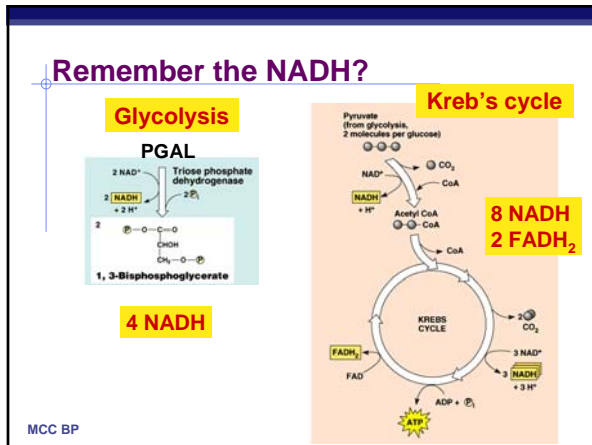 Remember the NADH?
Glycolysis
PGAL
2 NAD⁺
Triose phosphate
dehydrogenase
2 NADH
+ 2 H⁺
2 Pᵢ
2
P—O—C—O
CHOH
CH₂—O—P
1, 3-Bisphosphoglycerate
4 NADH
Kreb's cycle
Pyruvate
(from glycolysis,
2 molecules per glucose)
CO₂
NAD⁺
CoA
NADH
+ H⁺
Acetyl CoA
CoA
8 NADH
2 FADH₂
CoA
KREBS
CYCLE
2
CO₂
FADH₂
FAD
3 NAD⁺
3 NADH
+ 3 H⁺
ADP + Pᵢ
ATP
MCC BP